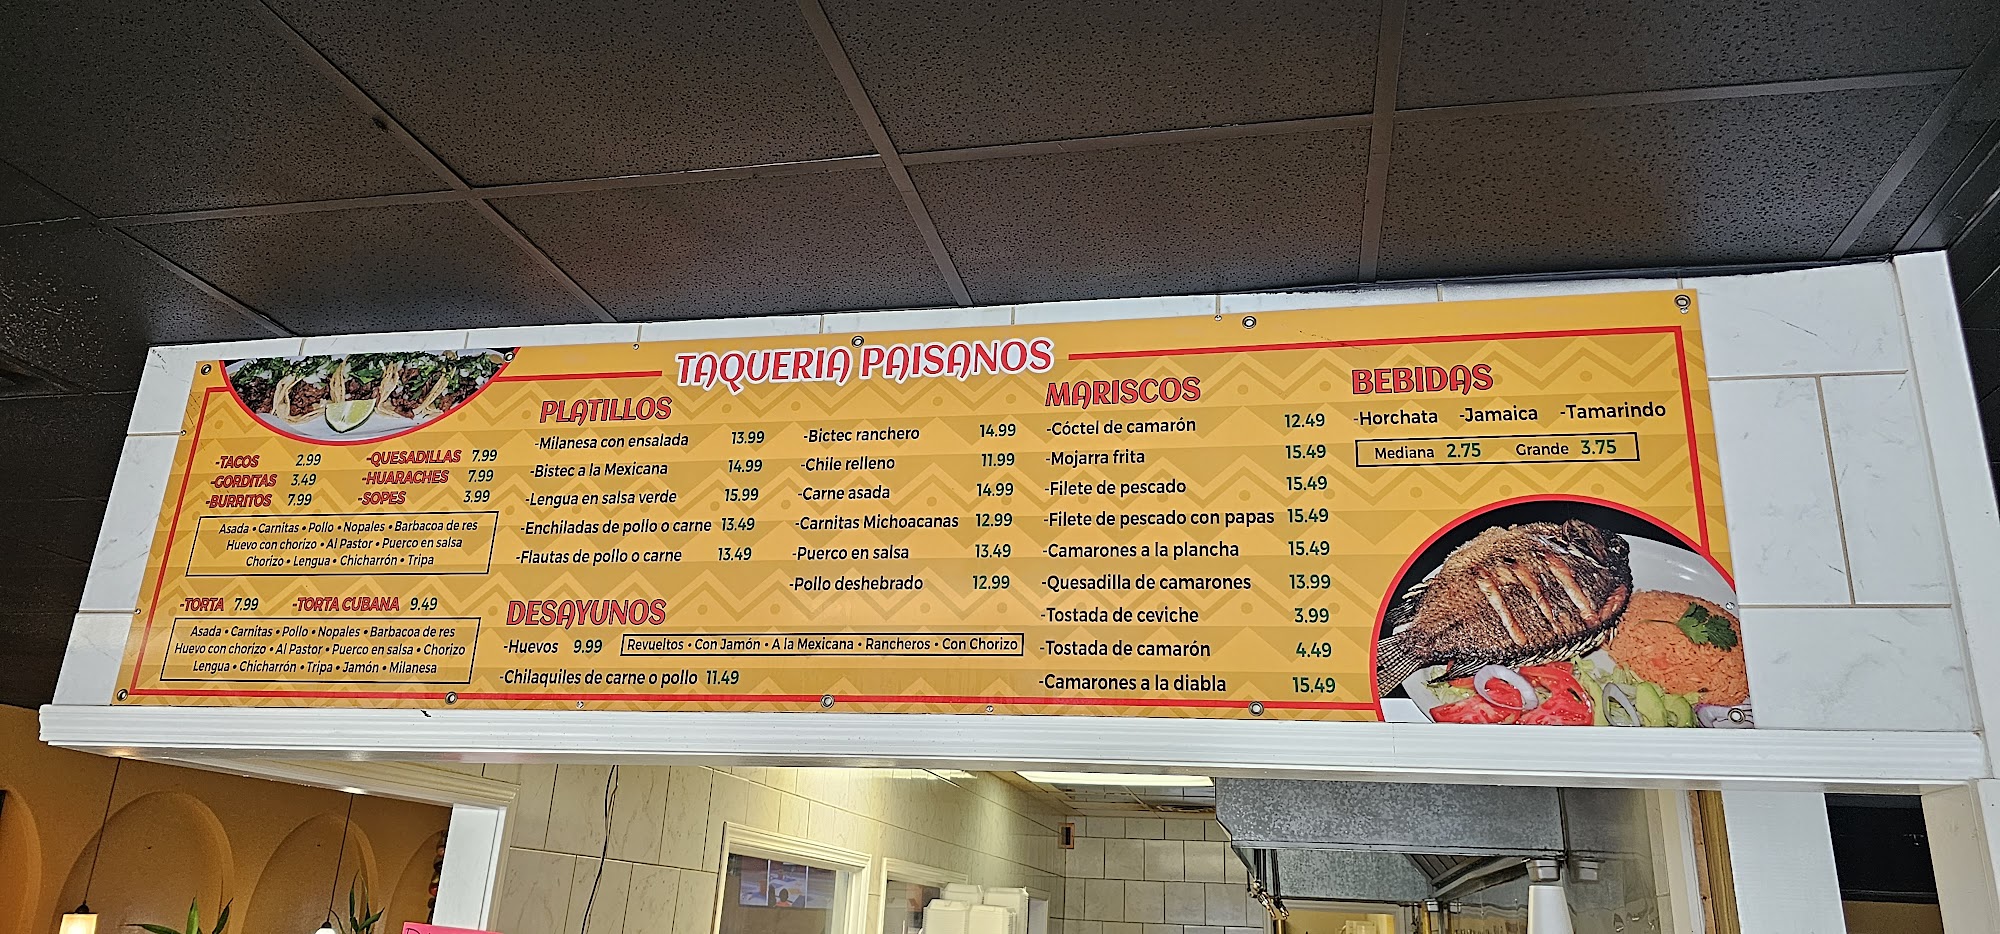 TAQUERIA PAISANOS
-TACOS 2.99
-GORDITAS 3.49
-BURRITOS 7.99
-QUESADILLAS 7.99
-HUARACHES 7.99
-SOPES 3.99
Asada • Carnitas • Pollo • Nopales • Barbacoa de res
Huevo con chorizo • Al Pastor • Puerco en salsa
Chorizo • Lengua • Chicharrón • Tripa
-TORTA 7.99 -TORTA CUBANA 9.49
Asada • Carnitas • Pollo • Nopales • Barbacoa de res
Huevo con chorizo • Al Pastor • Puerco en salsa • Chorizo
Lengua • Chicharrón • Tripa • Jamón • Milanesa
PLATILLOS
-Milanesa con ensalada 13.99
-Bistec a la Mexicana 14.99
-Lengua en salsa verde 15.99
-Enchiladas de pollo o carne 13.49
-Flautas de pollo o carne 13.49
-Bictec ranchero 14.99
-Chile relleno 11.99
-Carne asada 14.99
-Carnitas Michoacanas 12.99
-Puerco en salsa 13.49
-Pollo deshebrado 12.99
DESAYUNOS
-Huevos 9.99 Revueltos • Con Jamón • A la Mexicana • Rancheros • Con Chorizo
-Chilaquiles de carne o pollo 11.49
MARISCOS
-Cóctel de camarón 12.49
-Mojarra frita 15.49
-Filete de pescado 15.49
-Filete de pescado con papas 15.49
-Camarones a la plancha 15.49
-Quesadilla de camarones 13.99
-Tostada de ceviche 3.99
-Tostada de camarón 4.49
-Camarones a la diabla 15.49
BEBIDAS
-Horchata -Jamaica -Tamarindo
Mediana 2.75 Grande 3.75